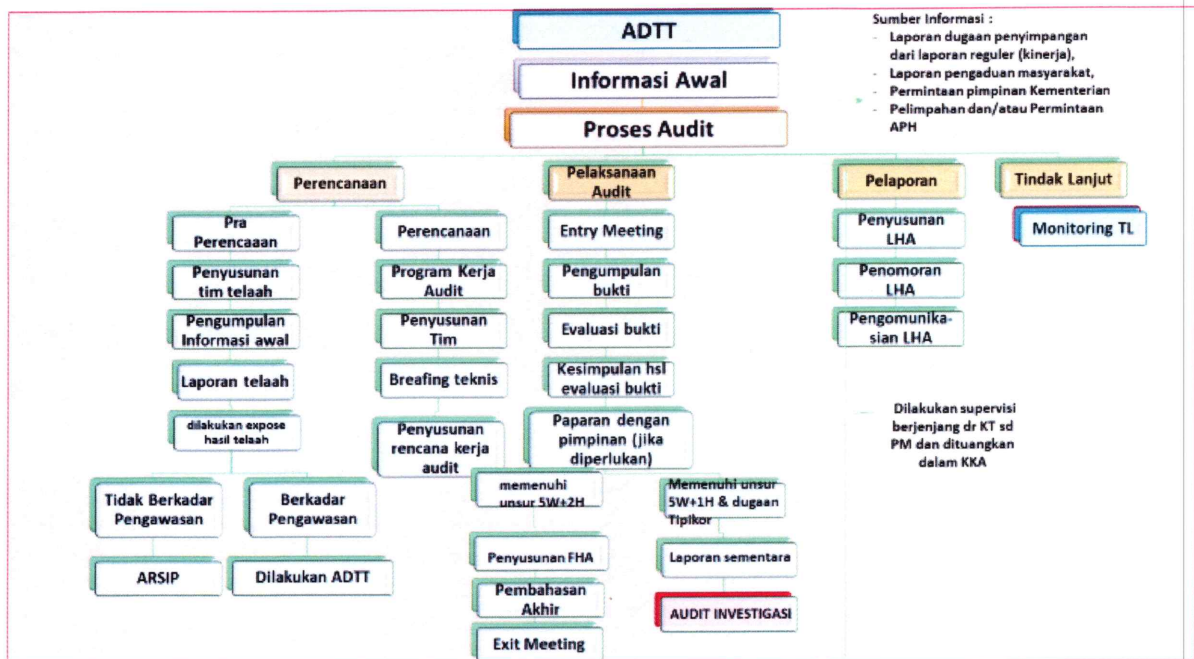 ADTT
Informasi Awal
Proses Audit
Sumber Informasi :
- Laporan dugaan penyimpangan
dari laporan reguler (kinerja),
- Laporan pengaduan masyarakat,
- Permintaan pimpinan Kementerian
- Pelimpahan dan/atau Permintaan
APH
Perencanaan
Pra
Perencaaan
Penyusunan
tim telaah
Pengumpulan
Informasi awal
Laporan telaah
dilakukan expose
hasil telaah
Tidak Berkadar
Pengawasan
ARSIP
Berkadar
Pengawasan
Dilakukan ADTT
Perencanaan
Program Kerja
Audit
Penyusunan
Tim
Breafing teknis
Penyusunan
rencana kerja
audit
Pelaksanaan
Audit
Entry Meeting
Pengumpulan
bukti
Evaluasi bukti
Kesimpulan hsl
evaluasi bukti
Paparan dengan
pimpinan (jika
diperlukan)
memenuhi
unsur 5W+2H
Penyusunan FHA
Pembahasan
Akhir
Exit Meeting
Memenuhi unsur
5W+1H & dugaan
Tipikor
Laporan sementara
AUDIT INVESTIGASI
Pelaporan
Penyusunan
LHA
Penomoran
LHA
Pengomunika-
sian LHA
Dilakukan supervisi
berjenjang dr KT sd
PM dan dituangkan
dalam KKA
Tindak Lanjut
Monitoring TL